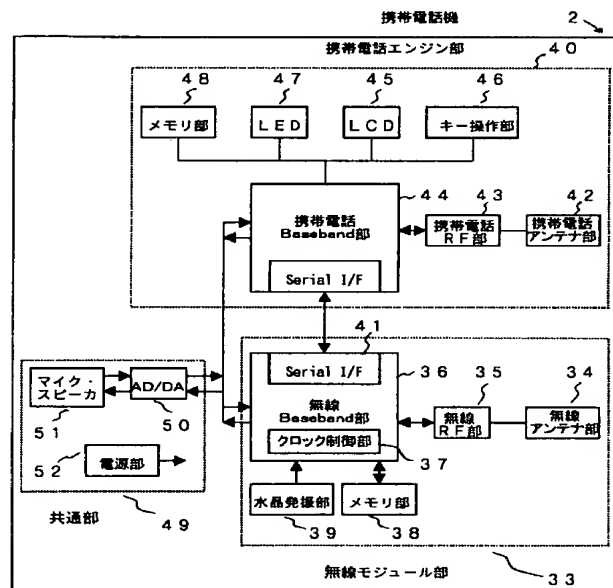 携帯電話機 2
携帯電話エンジン部 40
48 47 45 46
メモリ部 LED LCD キー操作部
44 43 42
携帯電話
Baseband部
携帯電話
RF部
携帯電話
アンテナ部
Serial I/F
41
Serial I/F
36 35 34
無線
Baseband部
無線
RF部
無線
アンテナ部
クロック制御部
37
マイク・
スピーカ
AD/DA
51 50
52 電源部
共通部 49
水晶発振部 メモリ部
39 38
無線モジュール部 33